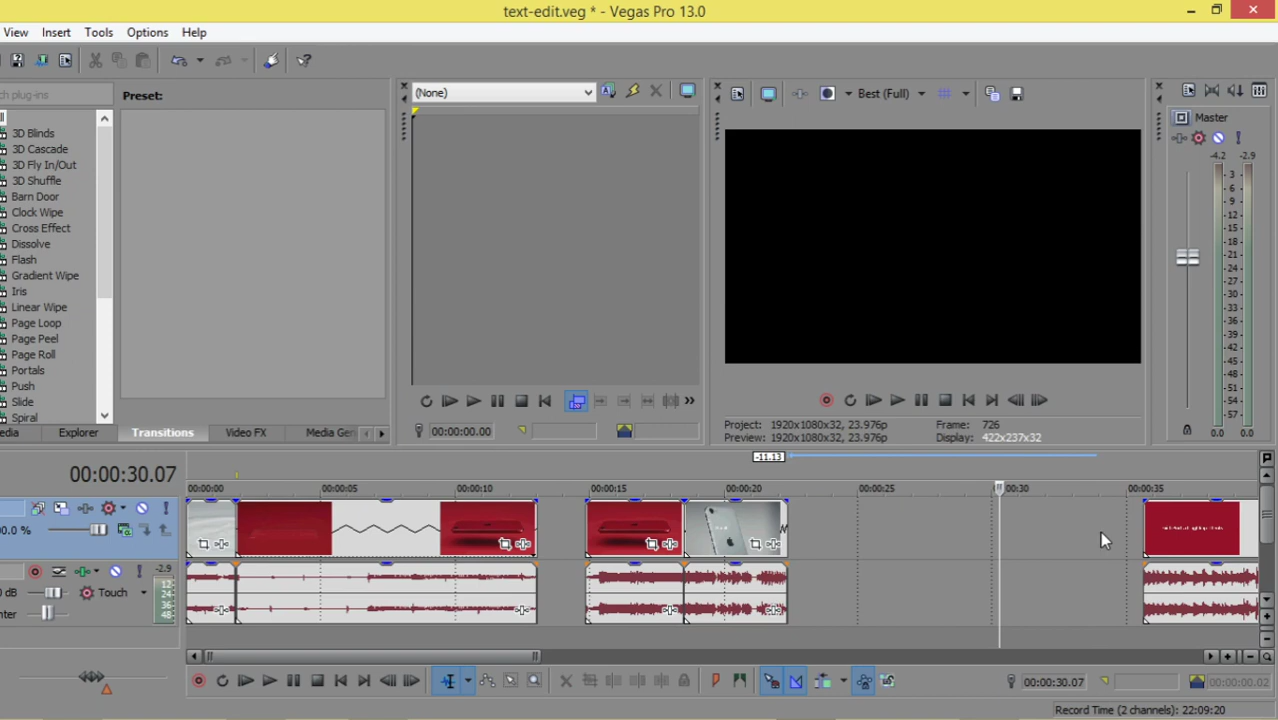 text-edit.veg * - Vegas Pro 13.0
View Insert Tools Options Help
ch plug-ins
Preset:
(None)
Best (Full)
Master
-4.2 -2.9
ll
3D Blinds
3D Cascade
3D Fly In/Out
3D Shuffle
Barn Door
Clock Wipe
Cross Effect
Dissolve
Flash
Gradient Wipe
Iris
Linear Wipe
Page Loop
Page Peel
Page Roll
Portals
Push
Slide
Spiral
3
6
9
12
15
18
21
24
27
30
33
36
39
42
45
48
51
54
57
0.0 0.0
edia Explorer Transitions Video FX Media Gen
00:00:00.00
Project: 1920x1080x32, 23.976p
Preview: 1920x1080x32, 23.976p
Frame: 726
Display: 422x237x32
-11.13
00:00:30.07
00:00:00 00:00:05 00:00:10 00:00:15 00:00:20 00:00:25 00:00:30 00:00:35
0.0 %
-2.9
0 dB Touch
12
24
36
48
nter
00:00:30.07
00:00:00.02
Record Time (2 channels): 22:09:20